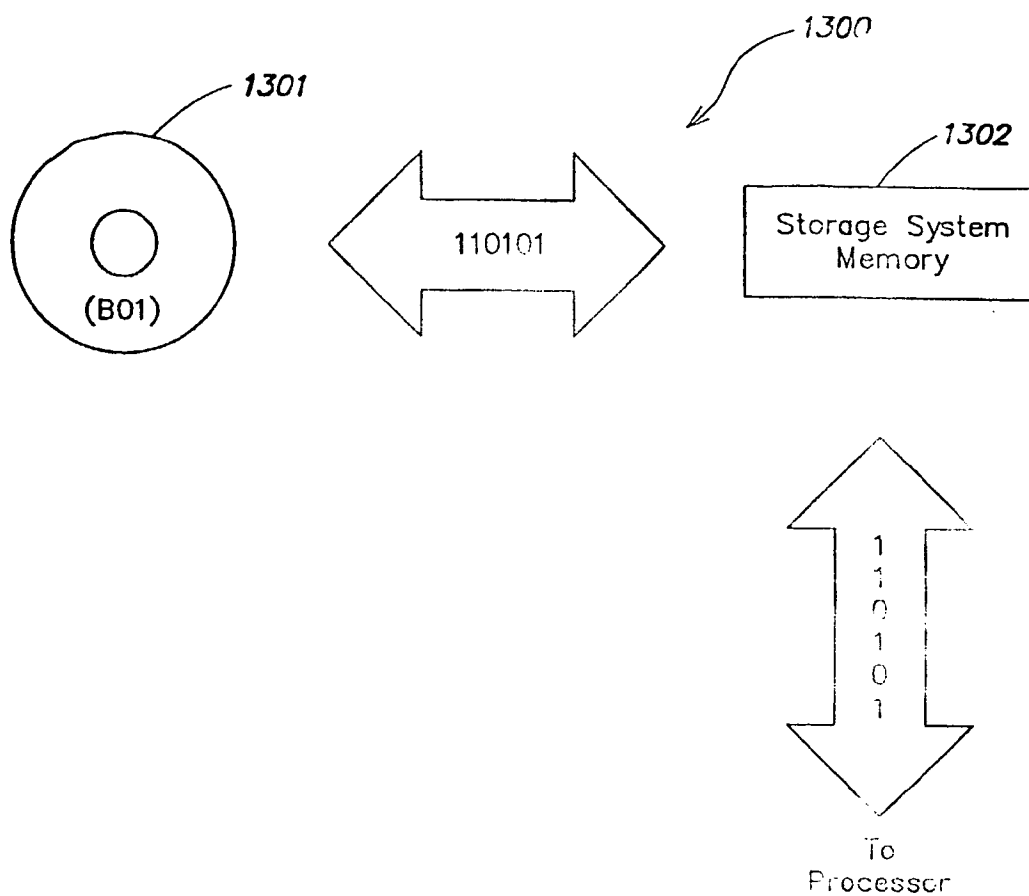 1300
1301
1302
110101
Storage System
Memory
(B01)
1
1
0
1
0
1
To
Processor